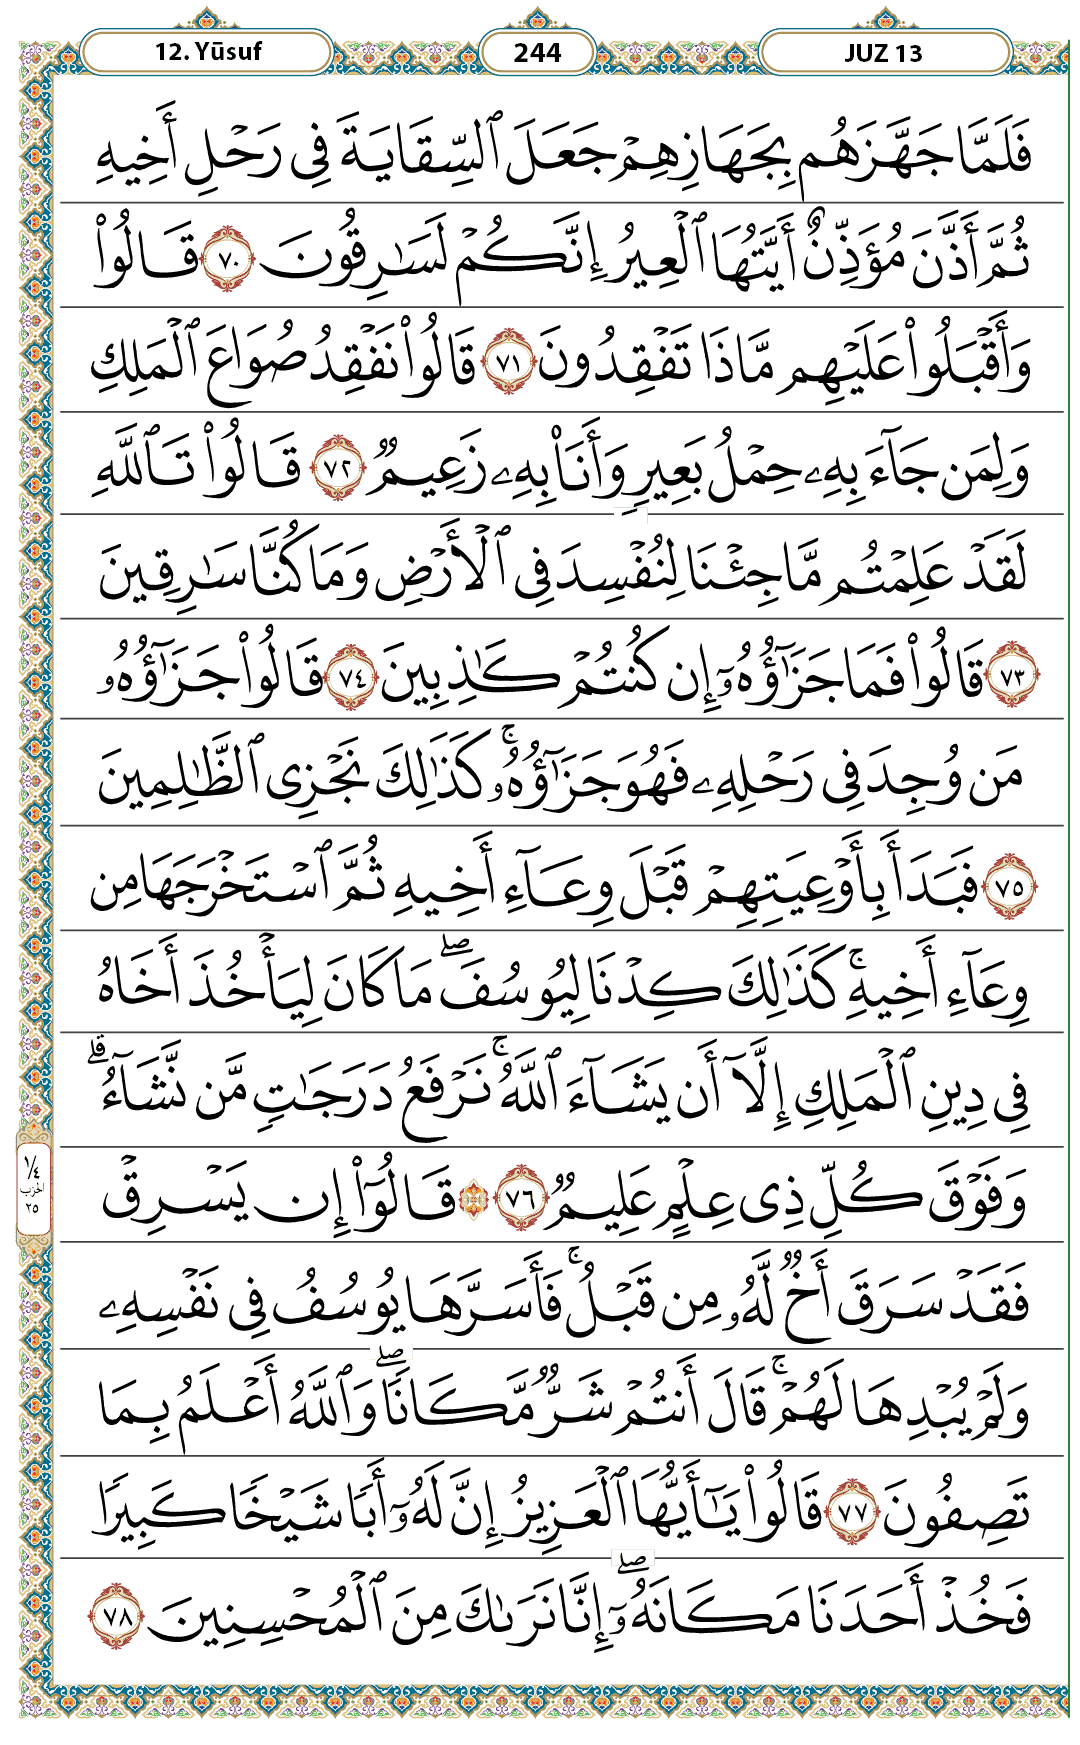 12. Yūsuf
244
JUZ 13
فَلَمَّا جَهَّزَهُم بِجَهَازِهِمْ جَعَلَ ٱلسِّقَايَةَ فِى رَحْلِ أَخِيهِ
ثُمَّ أَذَّنَ مُؤَذِّنٌ أَيَّتُهَا ٱلْعِيرُ إِنَّكُمْ لَسَـٰرِقُونَ ٧٠ قَالُوا۟
وَأَقْبَلُوا۟ عَلَيْهِم مَّاذَا تَفْقِدُونَ ٧١ قَالُوا۟ نَفْقِدُ صُوَاعَ ٱلْمَلِكِ
وَلِمَن جَآءَ بِهِۦ حِمْلُ بَعِيرٍ وَأَنَا۠ بِهِۦ زَعِيمٌ ٧٢ قَالُوا۟ تَٱللَّهِ
لَقَدْ عَلِمْتُم مَّا جِئْنَا لِنُفْسِدَ فِى ٱلْأَرْضِ وَمَا كُنَّا سَـٰرِقِينَ
٧٣ قَالُوا۟ فَمَا جَزَٰٓؤُهُۥٓ إِن كُنتُمْ كَـٰذِبِينَ ٧٤ قَالُوا۟ جَزَٰٓؤُهُۥ
مَن وُجِدَ فِى رَحْلِهِۦ فَهُوَ جَزَٰٓؤُهُۥ ۚ كَذَٰلِكَ نَجْزِى ٱلظَّـٰلِمِينَ
٧٥ فَبَدَأَ بِأَوْعِيَتِهِمْ قَبْلَ وِعَآءِ أَخِيهِ ثُمَّ ٱسْتَخْرَجَهَا مِن
وِعَآءِ أَخِيهِ ۚ كَذَٰلِكَ كِدْنَا لِيُوسُفَ ۖ مَا كَانَ لِيَأْخُذَ أَخَاهُ
فِى دِينِ ٱلْمَلِكِ إِلَّآ أَن يَشَآءَ ٱللَّهُ ۚ نَرْفَعُ دَرَجَـٰتٍ مَّن نَّشَآءُ ۗ
وَفَوْقَ كُلِّ ذِى عِلْمٍ عَلِيمٌ ٧٦ ۞ قَالُوٓا۟ إِن يَسْرِقْ
فَقَدْ سَرَقَ أَخٌ لَّهُۥ مِن قَبْلُ ۚ فَأَسَرَّهَا يُوسُفُ فِى نَفْسِهِۦ
وَلَمْ يُبْدِهَا لَهُمْ ۚ قَالَ أَنتُمْ شَرٌّ مَّكَانًا ۖ وَٱللَّهُ أَعْلَمُ بِمَا
تَصِفُونَ ٧٧ قَالُوا۟ يَـٰٓأَيُّهَا ٱلْعَزِيزُ إِنَّ لَهُۥٓ أَبًا شَيْخًا كَبِيرًا
فَخُذْ أَحَدَنَا مَكَانَهُۥٓ ۖ إِنَّا نَرَىٰكَ مِنَ ٱلْمُحْسِنِينَ ٧٨
١/٤
الحزب
٢٥